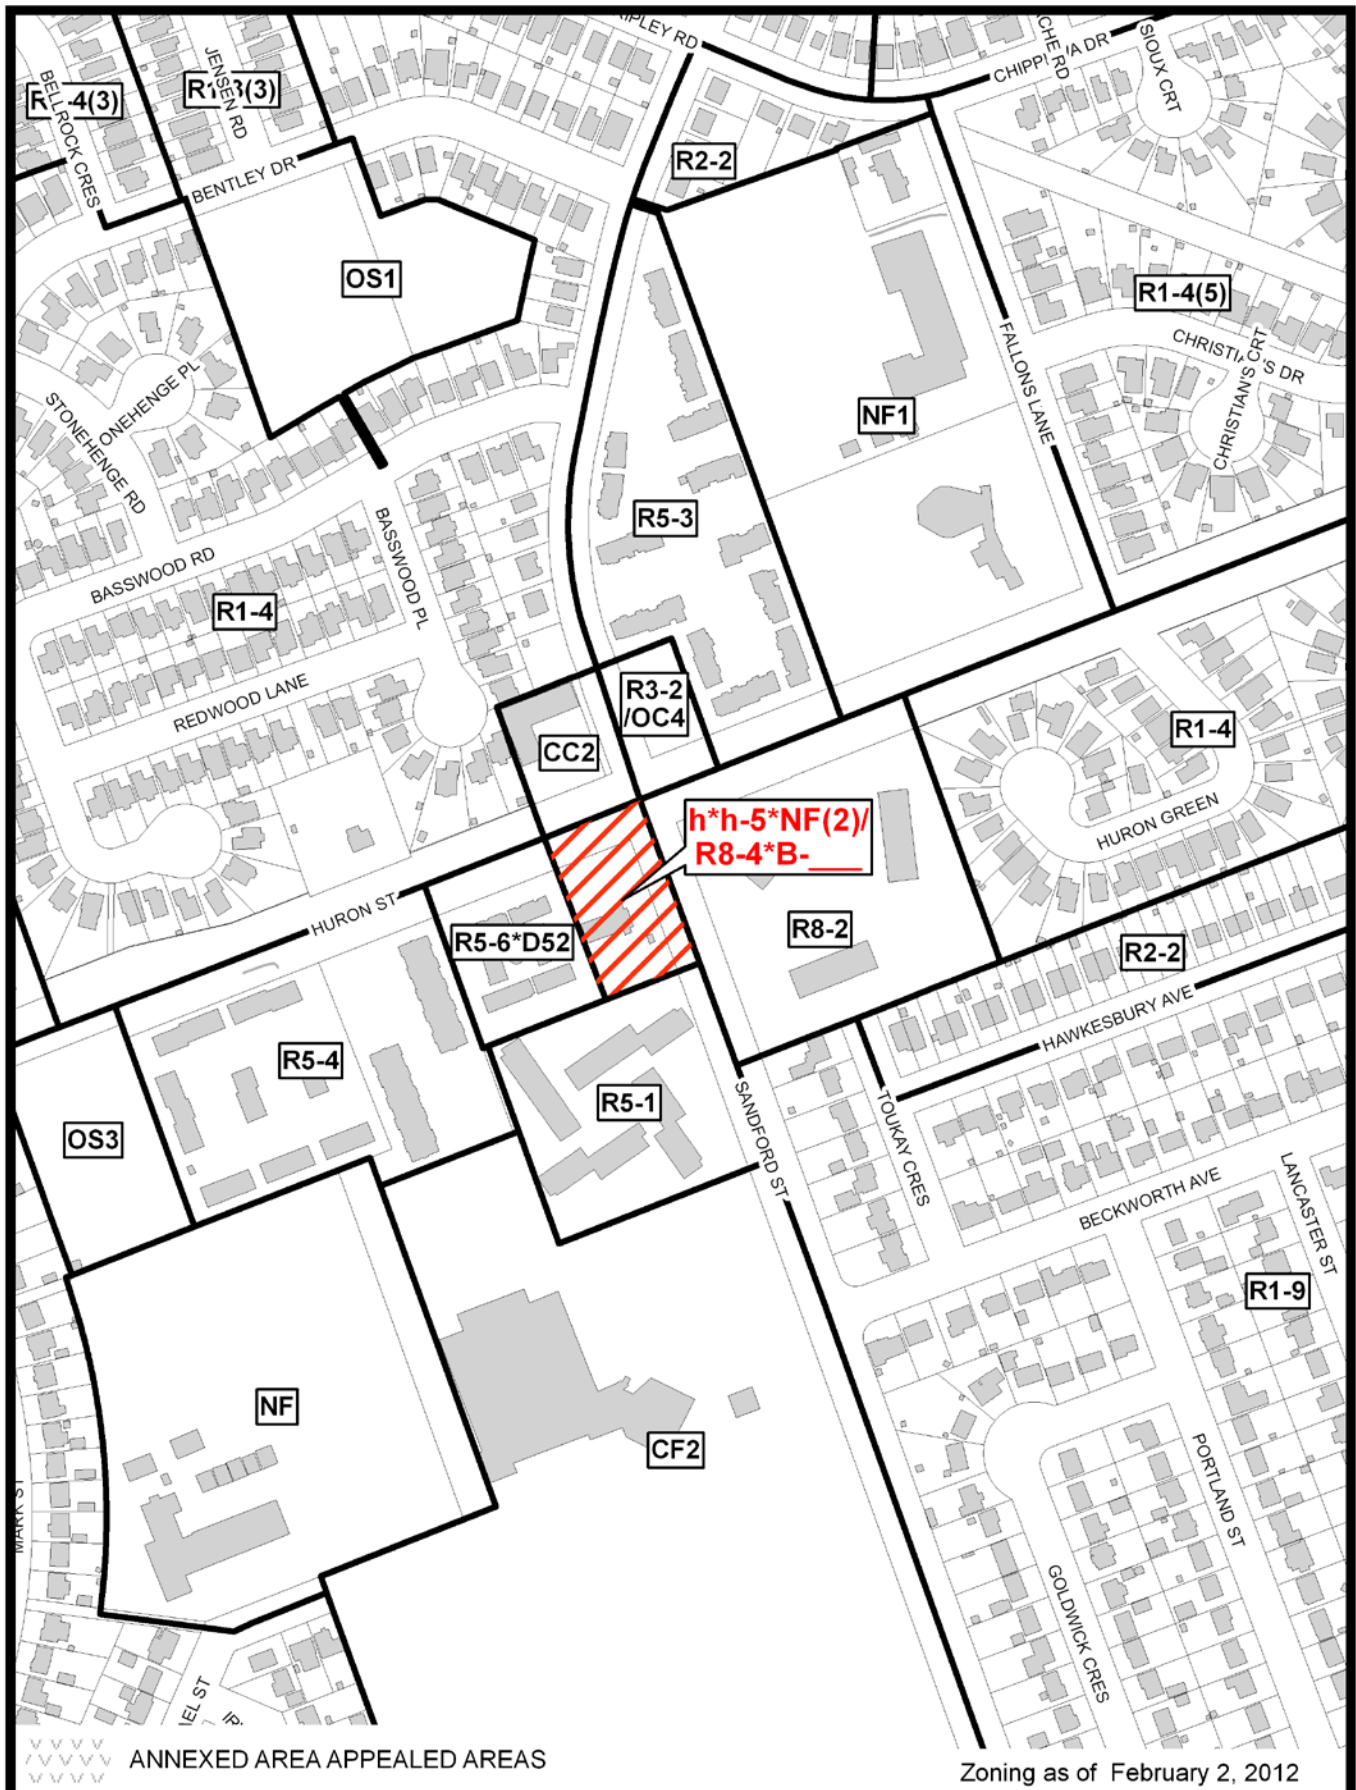 RIPLEY RD
CHIPP
A DR
SIOUX CRT
CHE RD
BELLROCK CRES
JENSEN RD
-4(3)
(3)
BENTLEY DR
R2-2
OS1
R1-4(5)
CHRISTIAN'S CRT
FALLONS LANE
NF1
ONEHENGE PL
STONEHENGE RD
R5-3
BASSWOOD RD
BASSWOOD PL
R1-4
REDWOOD LANE
R3-2
/OC4
CC2
R1-4
HURON GREEN
h*h-5*NF(2)/
R8-4*B-___
HURON ST
R5-6*D52
R8-2
R2-2
HAWKESBURY AVE
R5-4
R5-1
OS3
SANDFORD ST
TOUKAY CRES
BECKWORTH AVE
LANCASTER ST
R1-9
NF
CF2
MARK ST
PORTLAND ST
GOLDWICK CRES
EL ST
ANNEXED AREA APPEALED AREAS
Zoning as of February 2, 2012